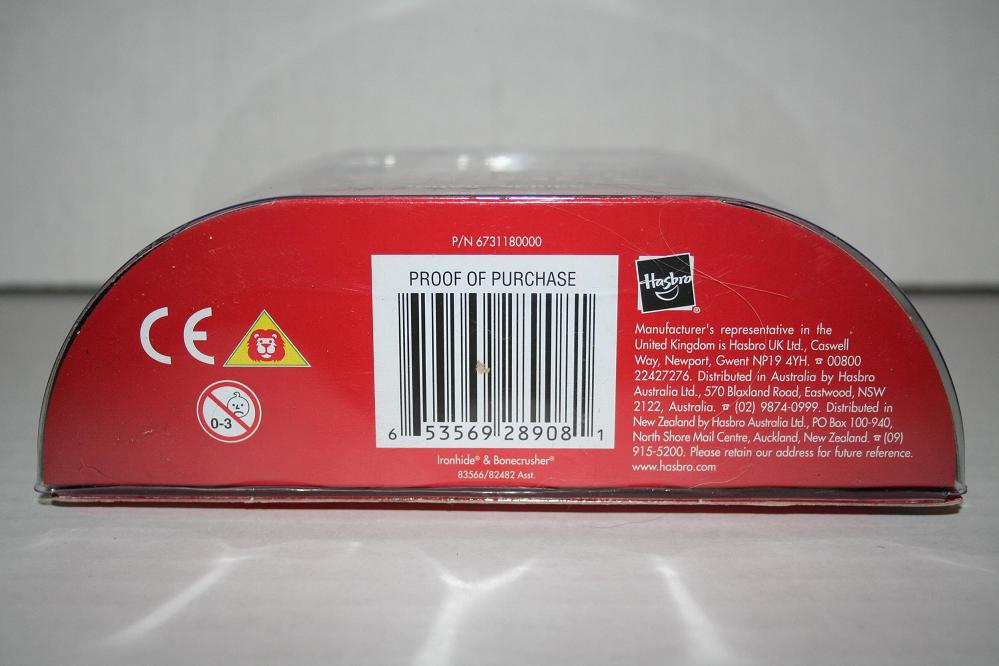 P/N 6731180000
PROOF OF PURCHASE
6 53569 28908 1
Ironhide® & Bonecrusher®
83566/82482 Asst.
CE
0-3
Hasbro
®
Manufacturer's representative in the
United Kingdom is Hasbro UK Ltd., Caswell
Way, Newport, Gwent NP19 4YH. ☎ 00800
22427276. Distributed in Australia by Hasbro
Australia Ltd., 570 Blaxland Road, Eastwood, NSW
2122, Australia. ☎ (02) 9874-0999. Distributed in
New Zealand by Hasbro Australia Ltd., PO Box 100-940,
North Shore Mail Centre, Auckland, New Zealand. ☎ (09)
915-5200. Please retain our address for future reference.
www.hasbro.com